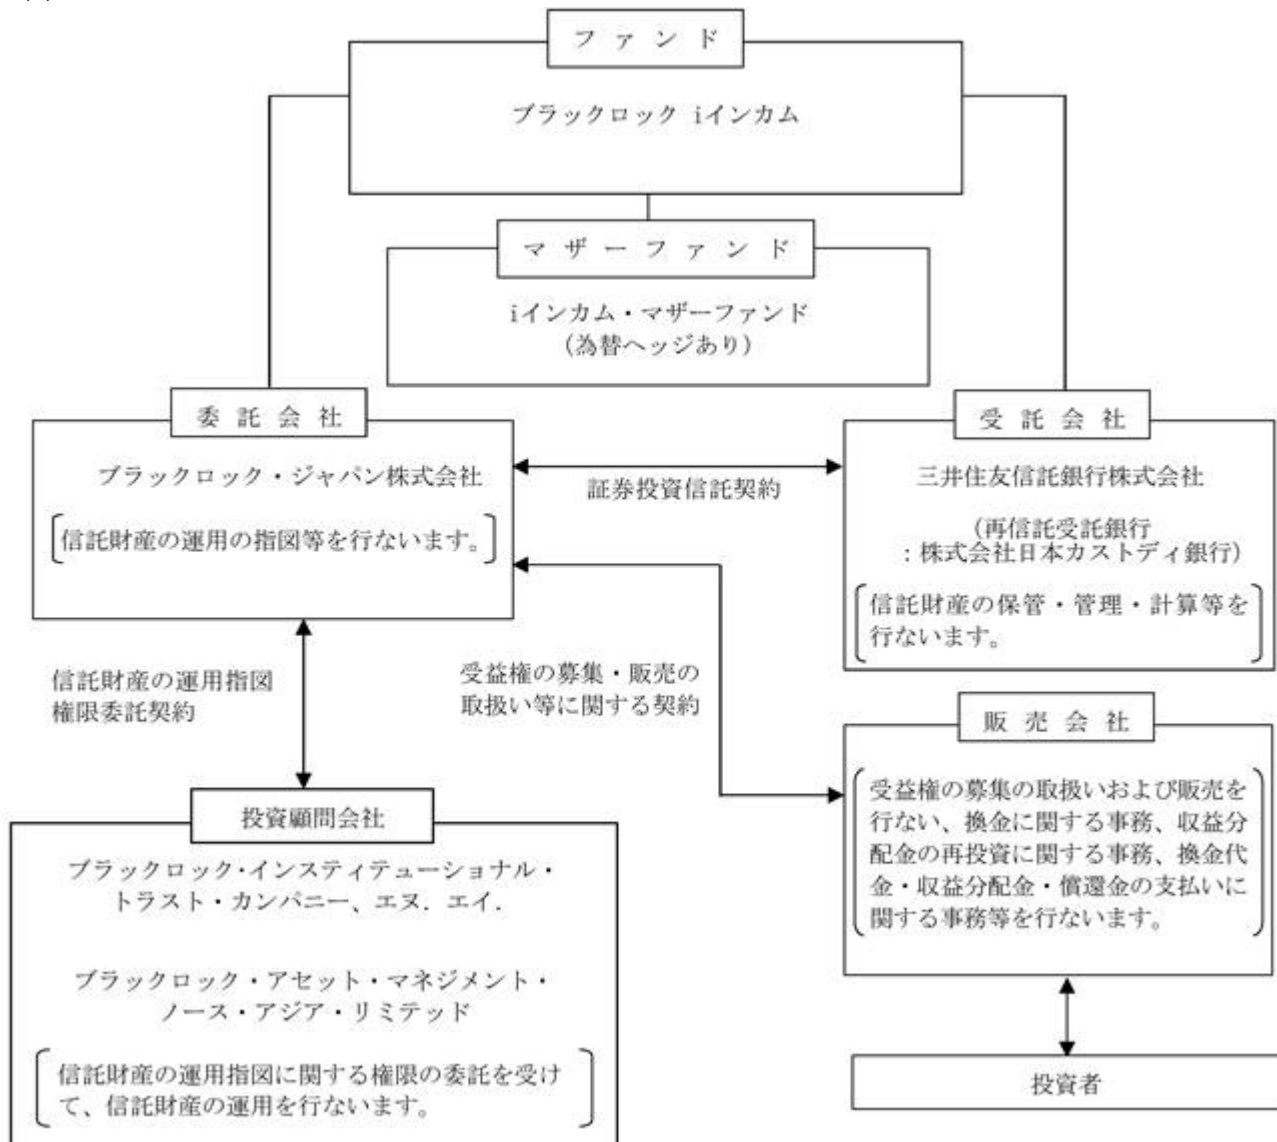 ファンド
ブラックロック iインカム
マザーファンド
iインカム・マザーファンド
（為替ヘッジあり）
委託会社
ブラックロック・ジャパン株式会社
信託財産の運用の指図等を行ないます。
証券投資信託契約
受託会社
三井住友信託銀行株式会社
（再信託受託銀行
：株式会社日本カストディ銀行）
信託財産の保管・管理・計算等を
行ないます。
信託財産の運用指図
権限委託契約
受益権の募集・販売の
取扱い等に関する契約
販売会社
受益権の募集の取扱いおよび販売を
行ない、換金に関する事務、収益分
配金の再投資に関する事務、換金代
金・収益分配金・償還金の支払いに
関する事務等を行ないます。
投資顧問会社
ブラックロック・インスティテューショナル・
トラスト・カンパニー、エヌ．エイ．
ブラックロック・アセット・マネジメント・
ノース・アジア・リミテッド
信託財産の運用指図に関する権限の委託を受け
て、信託財産の運用を行ないます。
投資者